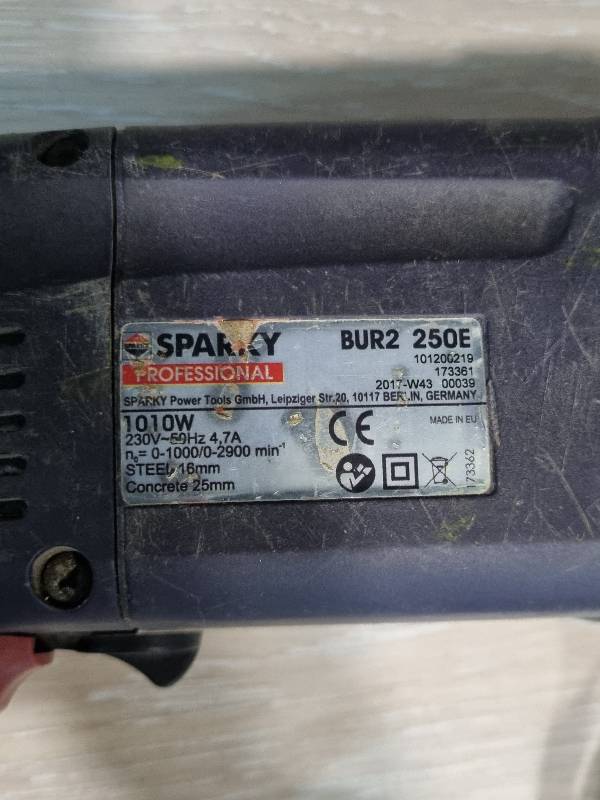 SPARKY
PROFESSIONAL
BUR2 250E
101200219
173361
2017-W43 00039
SPARKY Power Tools GmbH, Leipziger Str.20, 10117 BERLIN, GERMANY
1010W
230V~50Hz 4,7A
n₀= 0-1000/0-2900 min⁻¹
STEEL 16mm
Concrete 25mm
CE
MADE IN EU
173362